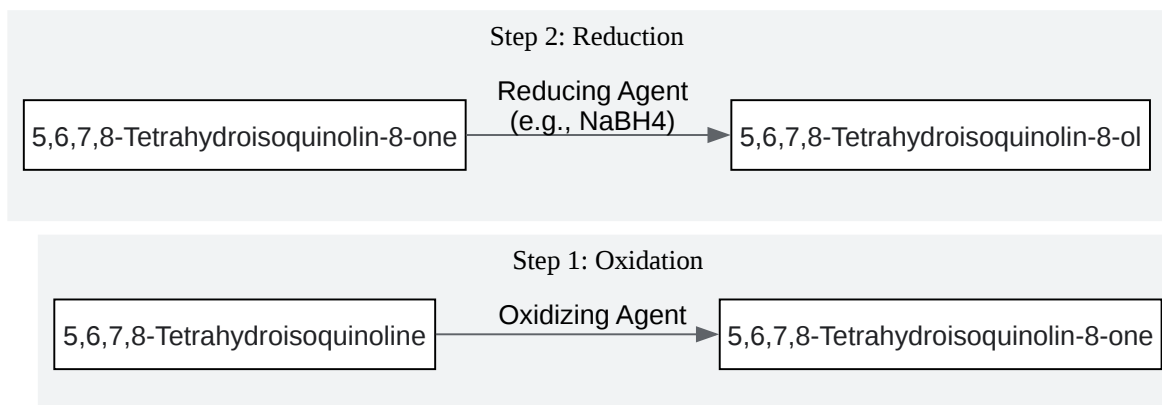 Step 2: Reduction
Reducing Agent
(e.g., NaBH4)
5,6,7,8-Tetrahydroisoquinolin-8-one
5,6,7,8-Tetrahydroisoquinolin-8-ol
Step 1: Oxidation
Oxidizing Agent
5,6,7,8-Tetrahydroisoquinoline
5,6,7,8-Tetrahydroisoquinolin-8-one